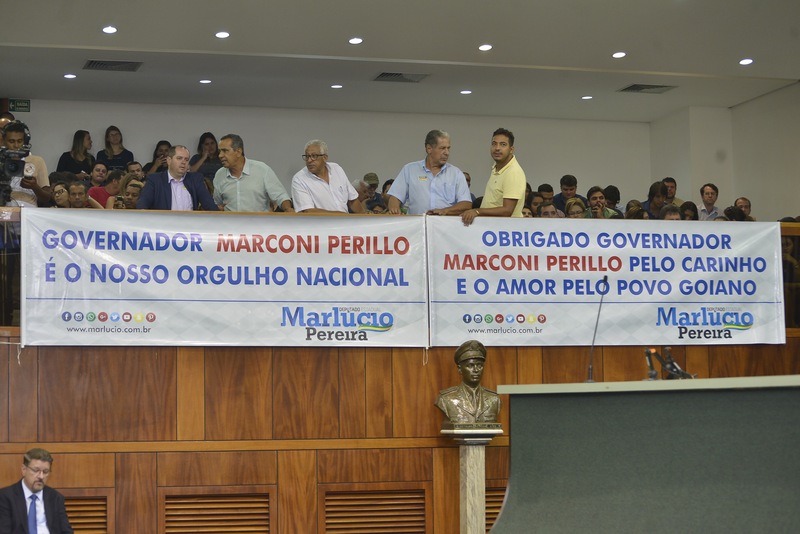 GOVERNADOR MARCONI PERILLO
É O NOSSO ORGULHO NACIONAL
www.marlucio.com.br
DEPUTADO
Marlúcio
Pereira
OBRIGADO GOVERNADOR
MARCONI PERILLO PELO CARINHO
E O AMOR PELO POVO GOIANO
www.marlucio.com.br
DEPUTADO
Marlúcio
Pereira